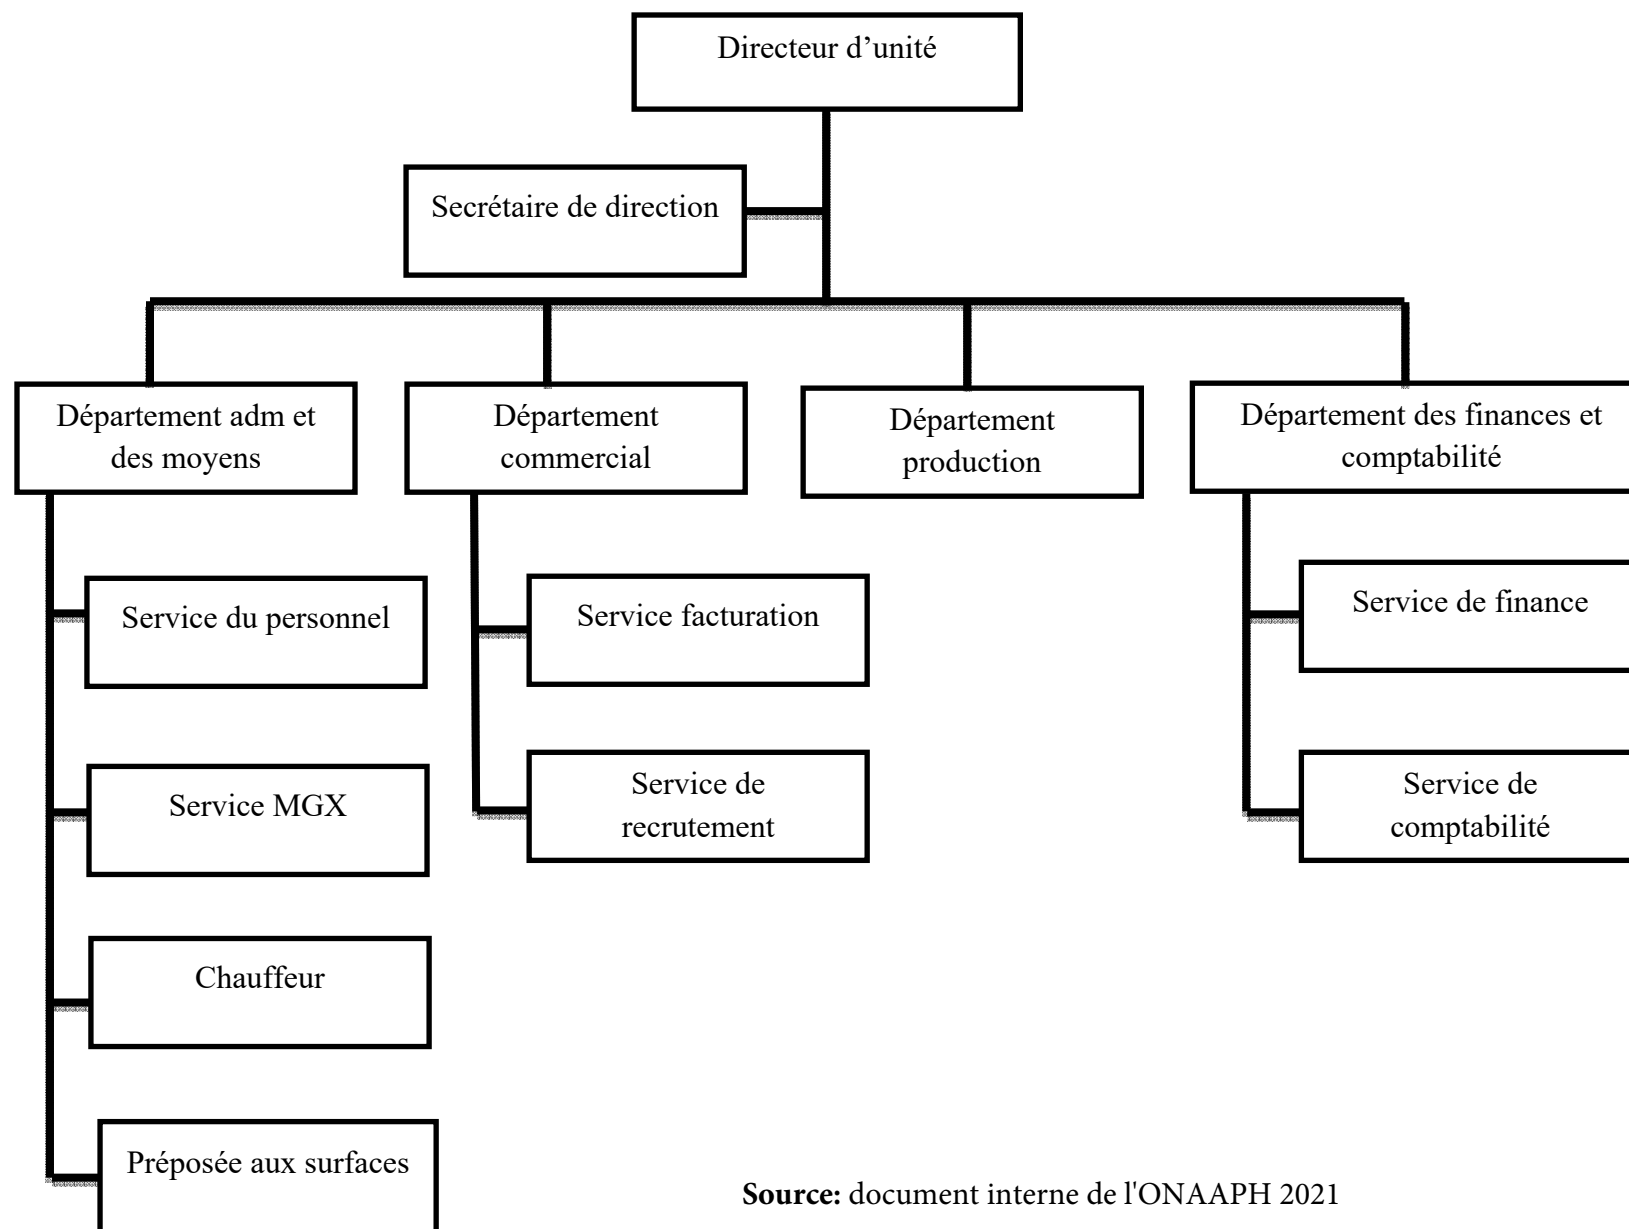 Directeur d’unité
Secrétaire de direction
Département adm et
des moyens
Département
commercial
Département
production
Département des finances et
comptabilité
Service du personnel
Service facturation
Service de finance
Service MGX
Service de
recrutement
Service de
comptabilité
Chauffeur
Préposée aux surfaces
Source: document interne de l'ONAAPH 2021